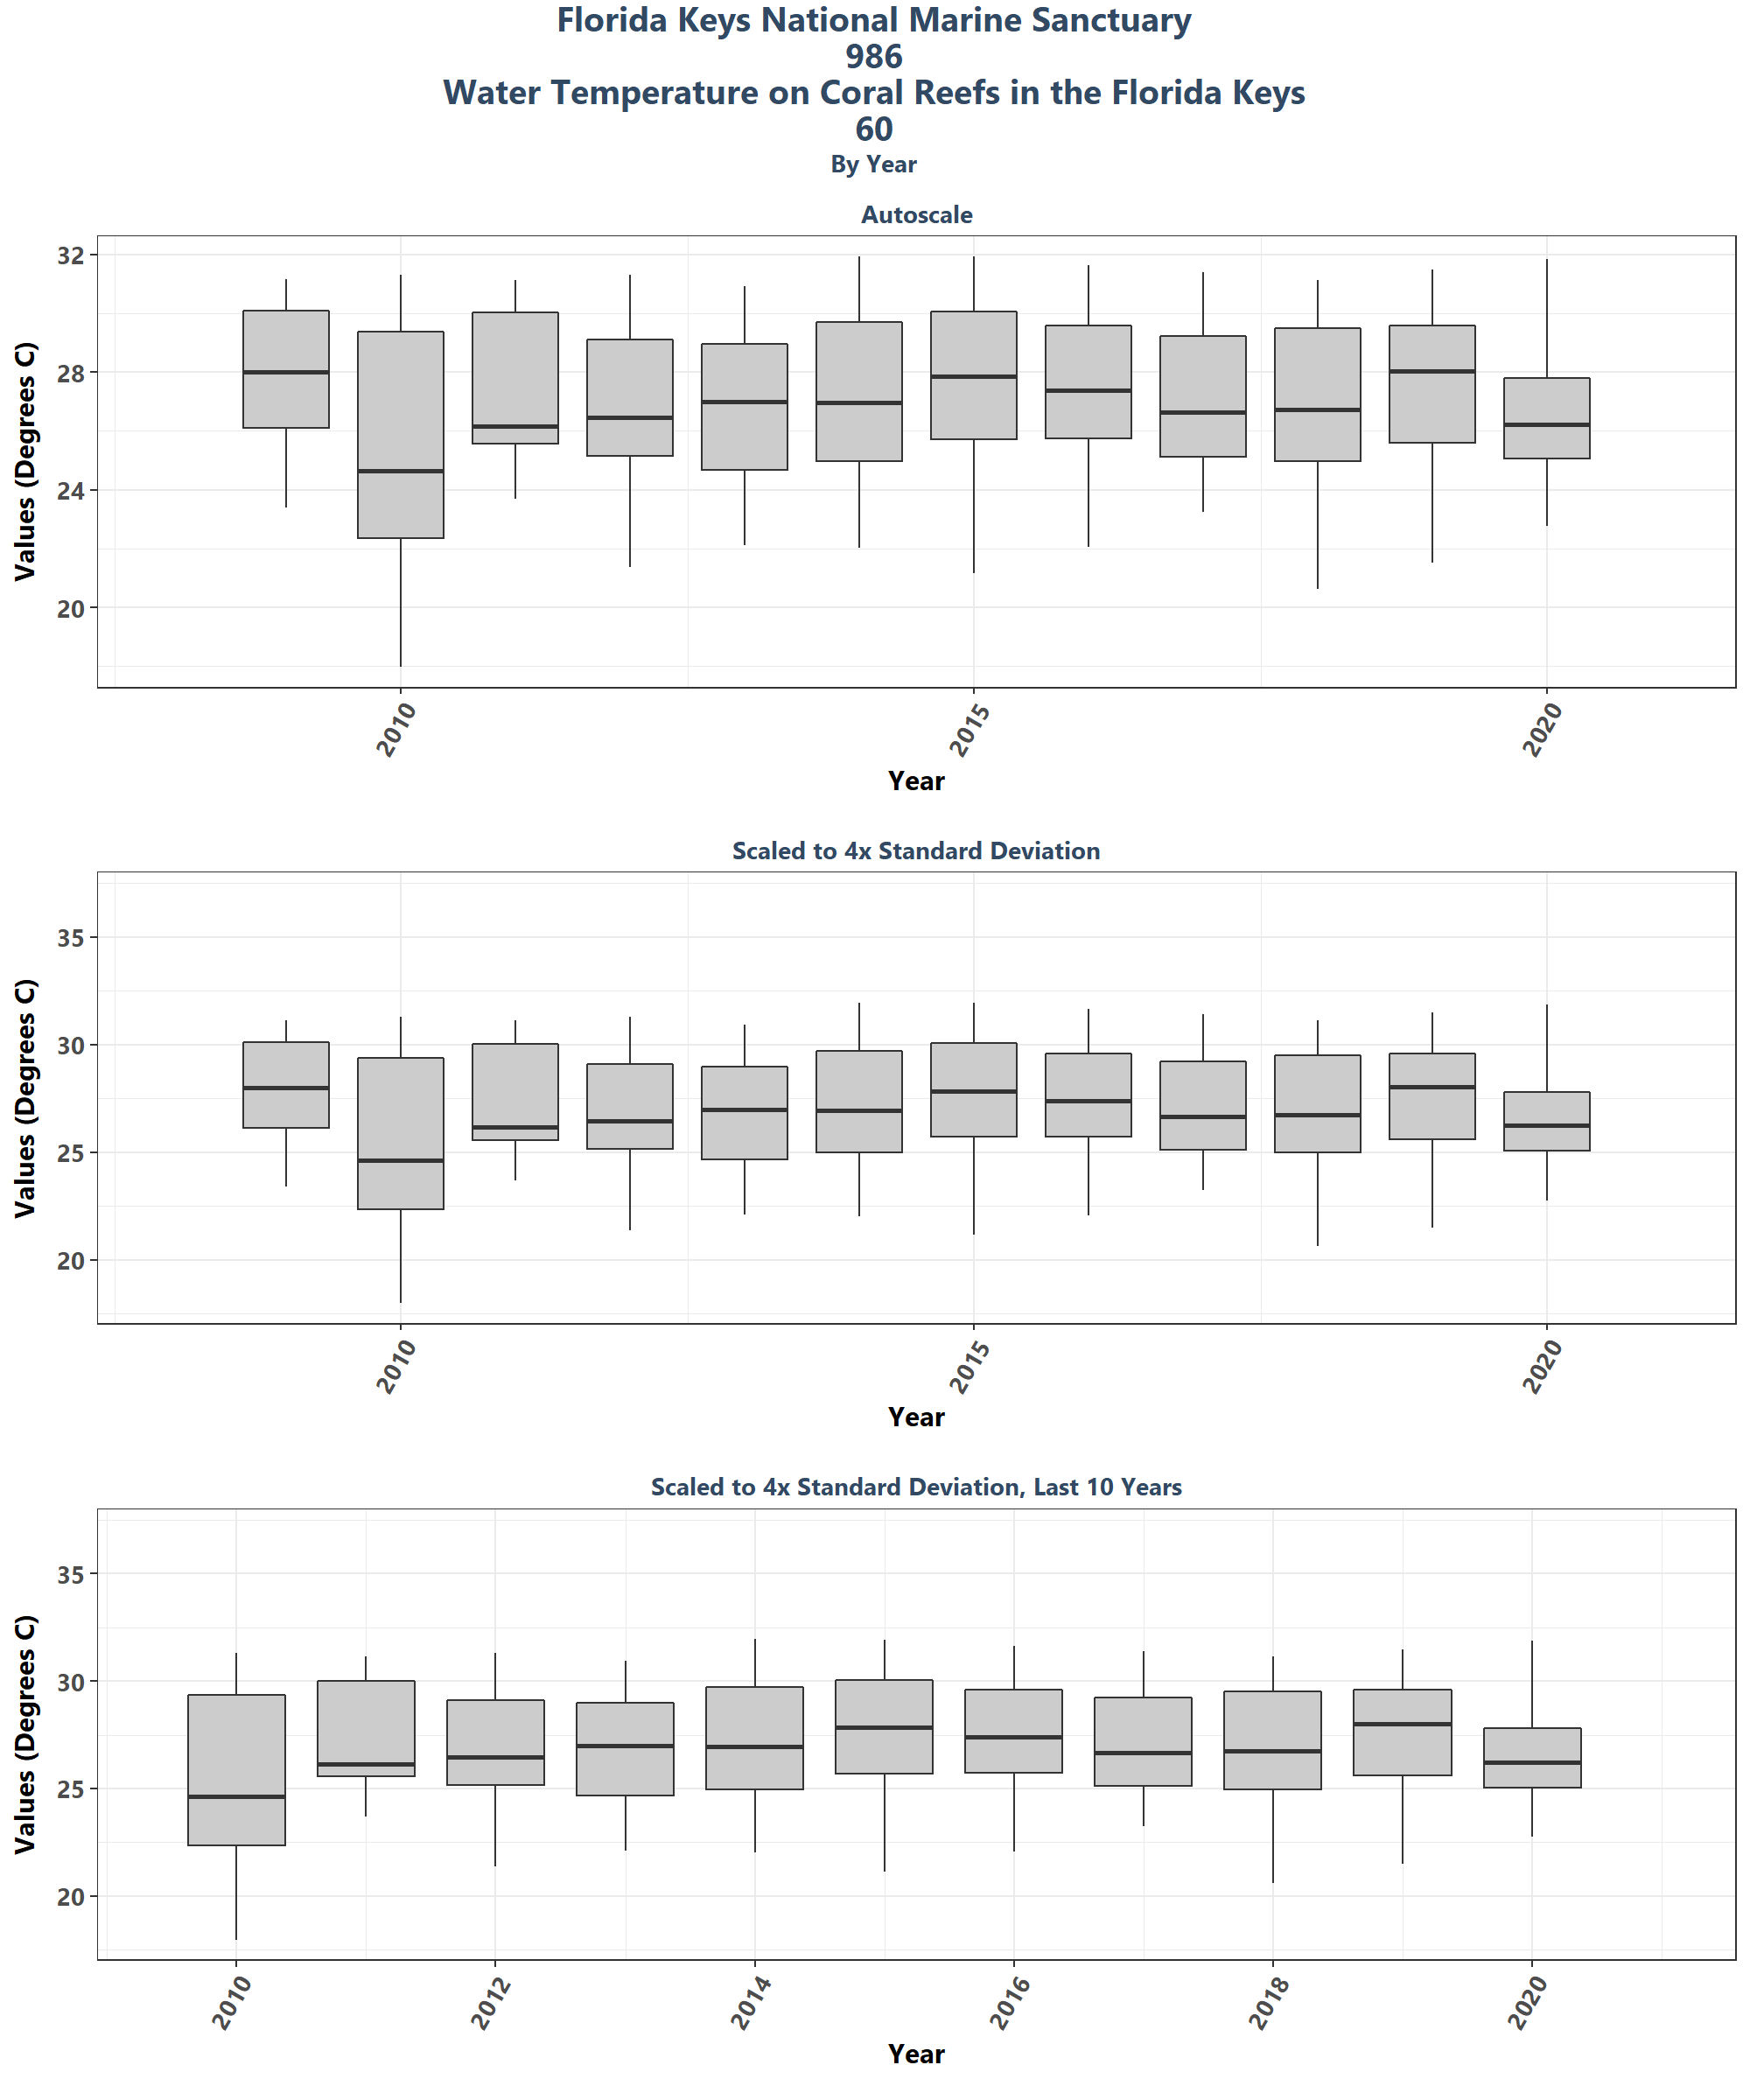 Florida Keys National Marine Sanctuary
986
Water Temperature on Coral Reefs in the Florida Keys
60
By Year
Autoscale
Values (Degrees C)
32
28
24
20
2010
2015
2020
Year
Scaled to 4x Standard Deviation
Values (Degrees C)
35
30
25
20
2010
2015
2020
Year
Scaled to 4x Standard Deviation, Last 10 Years
Values (Degrees C)
35
30
25
20
2010
2012
2014
2016
2018
2020
Year